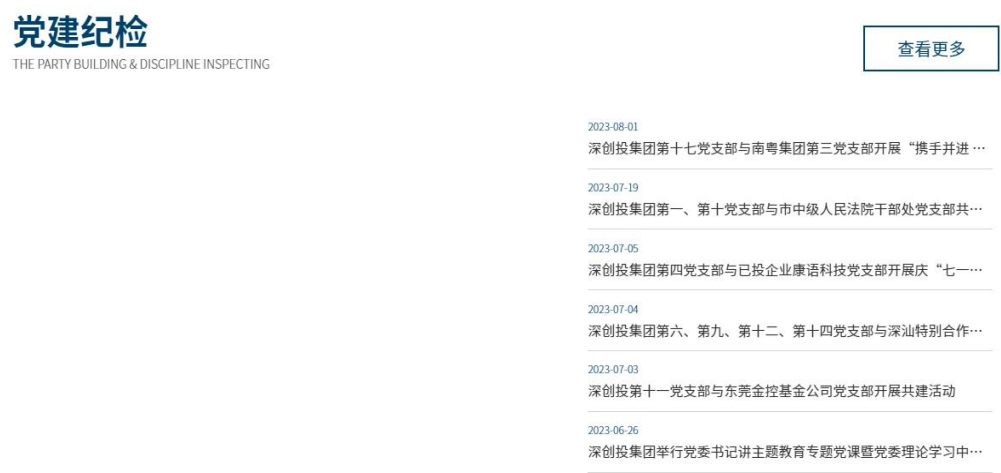 党建纪检
THE PARTY BUILDING & DISCIPLINE INSPECTING
查看更多
2023-08-01
深创投集团第十七党支部与南粤集团第三党支部开展“携手并进 …
2023-07-19
深创投集团第一、第十党支部与市中级人民法院干部处党支部共…
2023-07-05
深创投集团第四党支部与已投企业康语科技党支部开展庆“七一…
2023-07-04
深创投集团第六、第九、第十二、第十四党支部与深汕特别合作…
2023-07-03
深创投第十一党支部与东莞金控基金公司党支部开展共建活动
2023-06-26
深创投集团举行党委书记讲主题教育专题党课暨党委理论学习中…